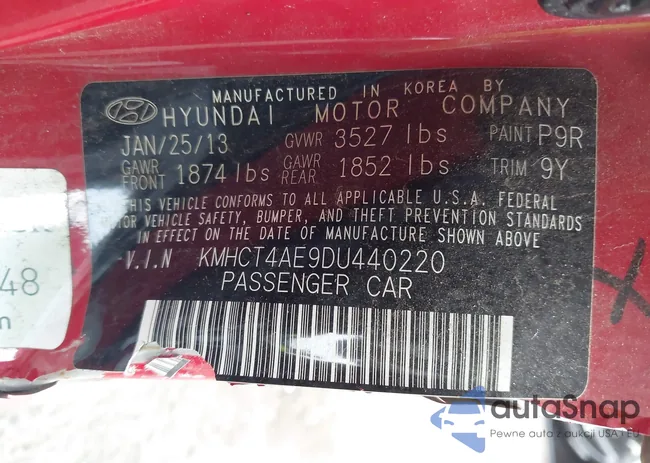 MANUFACTURED IN KOREA BY
HYUNDAI MOTOR COMPANY
JAN/25/13 GVWR 3527 lbs PAINT P9R
GAWR FRONT 1874 lbs GAWR REAR 1852 lbs TRIM 9Y
THIS VEHICLE CONFORMS TO ALL APPLICABLE U.S.A. FEDERAL
MOTOR VEHICLE SAFETY, BUMPER, AND THEFT PREVENTION STANDARDS
IN EFFECT ON THE DATE OF MANUFACTURE SHOWN ABOVE
V.I.N KMHCT4AE9DU440220
PASSENGER CAR
48
autoSnap
Pewne auta z aukcji USA i EU